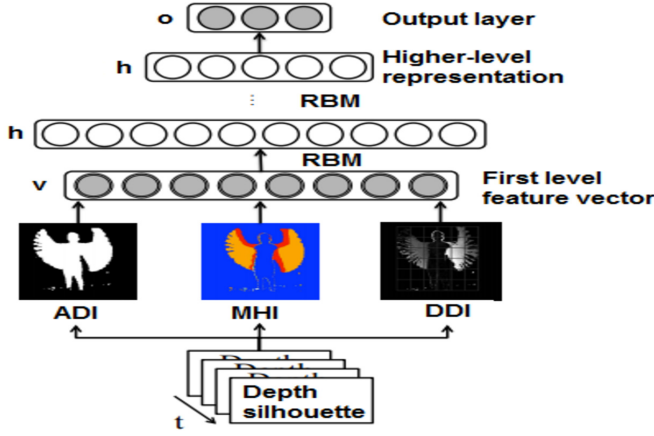 o
Output layer
h
Higher-level
representation
RBM
h
RBM
v
First level
feature vector
ADI
MHI
DDI
Depth
silhouette
t